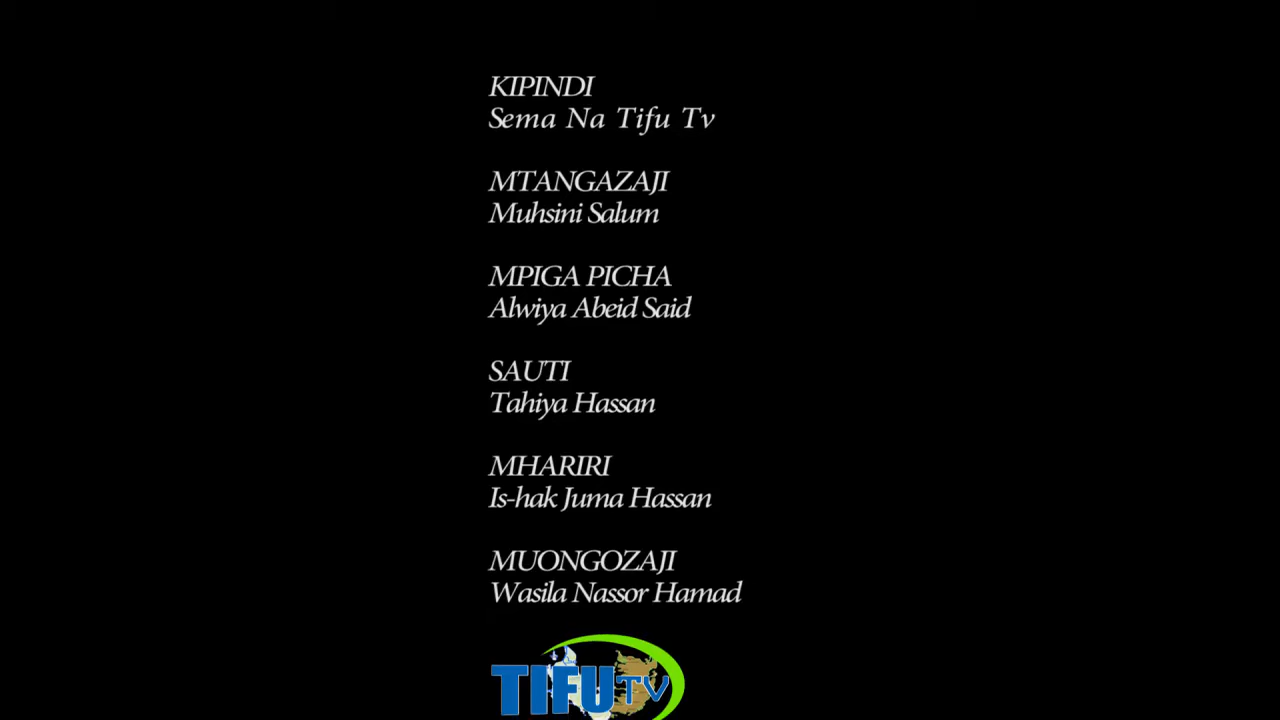 KIPINDI
Sema Na Tifu Tv
MTANGAZAJI
Muhsini Salum
MPIGA PICHA
Alwiya Abeid Said
SAUTI
Tahiya Hassan
MHARIRI
Is-hak Juma Hassan
MUONGOZAJI
Wasila Nassor Hamad
TIFU TV